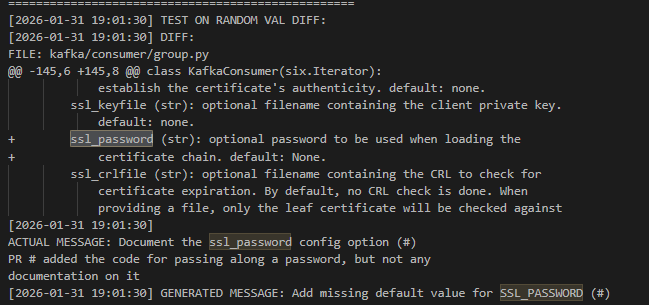 =================================================
[2026-01-31 19:01:30] TEST ON RANDOM VAL DIFF:
[2026-01-31 19:01:30] DIFF:
FILE: kafka/consumer/group.py
@@ -145,6 +145,8 @@ class KafkaConsumer(six.Iterator):
establish the certificate's authenticity. default: none.
ssl_keyfile (str): optional filename containing the client private key.
default: none.
+ ssl_password (str): optional password to be used when loading the
+ certificate chain. default: None.
ssl_crlfile (str): optional filename containing the CRL to check for
certificate expiration. By default, no CRL check is done. When
providing a file, only the leaf certificate will be checked against
[2026-01-31 19:01:30]
ACTUAL MESSAGE: Document the ssl_password config option (#)
PR # added the code for passing along a password, but not any
documentation on it
[2026-01-31 19:01:30] GENERATED MESSAGE: Add missing default value for SSL_PASSWORD (#)